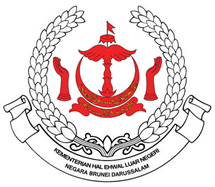 KEMENTERIAN HAL EHWAL LUAR NEGERI
NEGARA BRUNEI DARUSSALAM